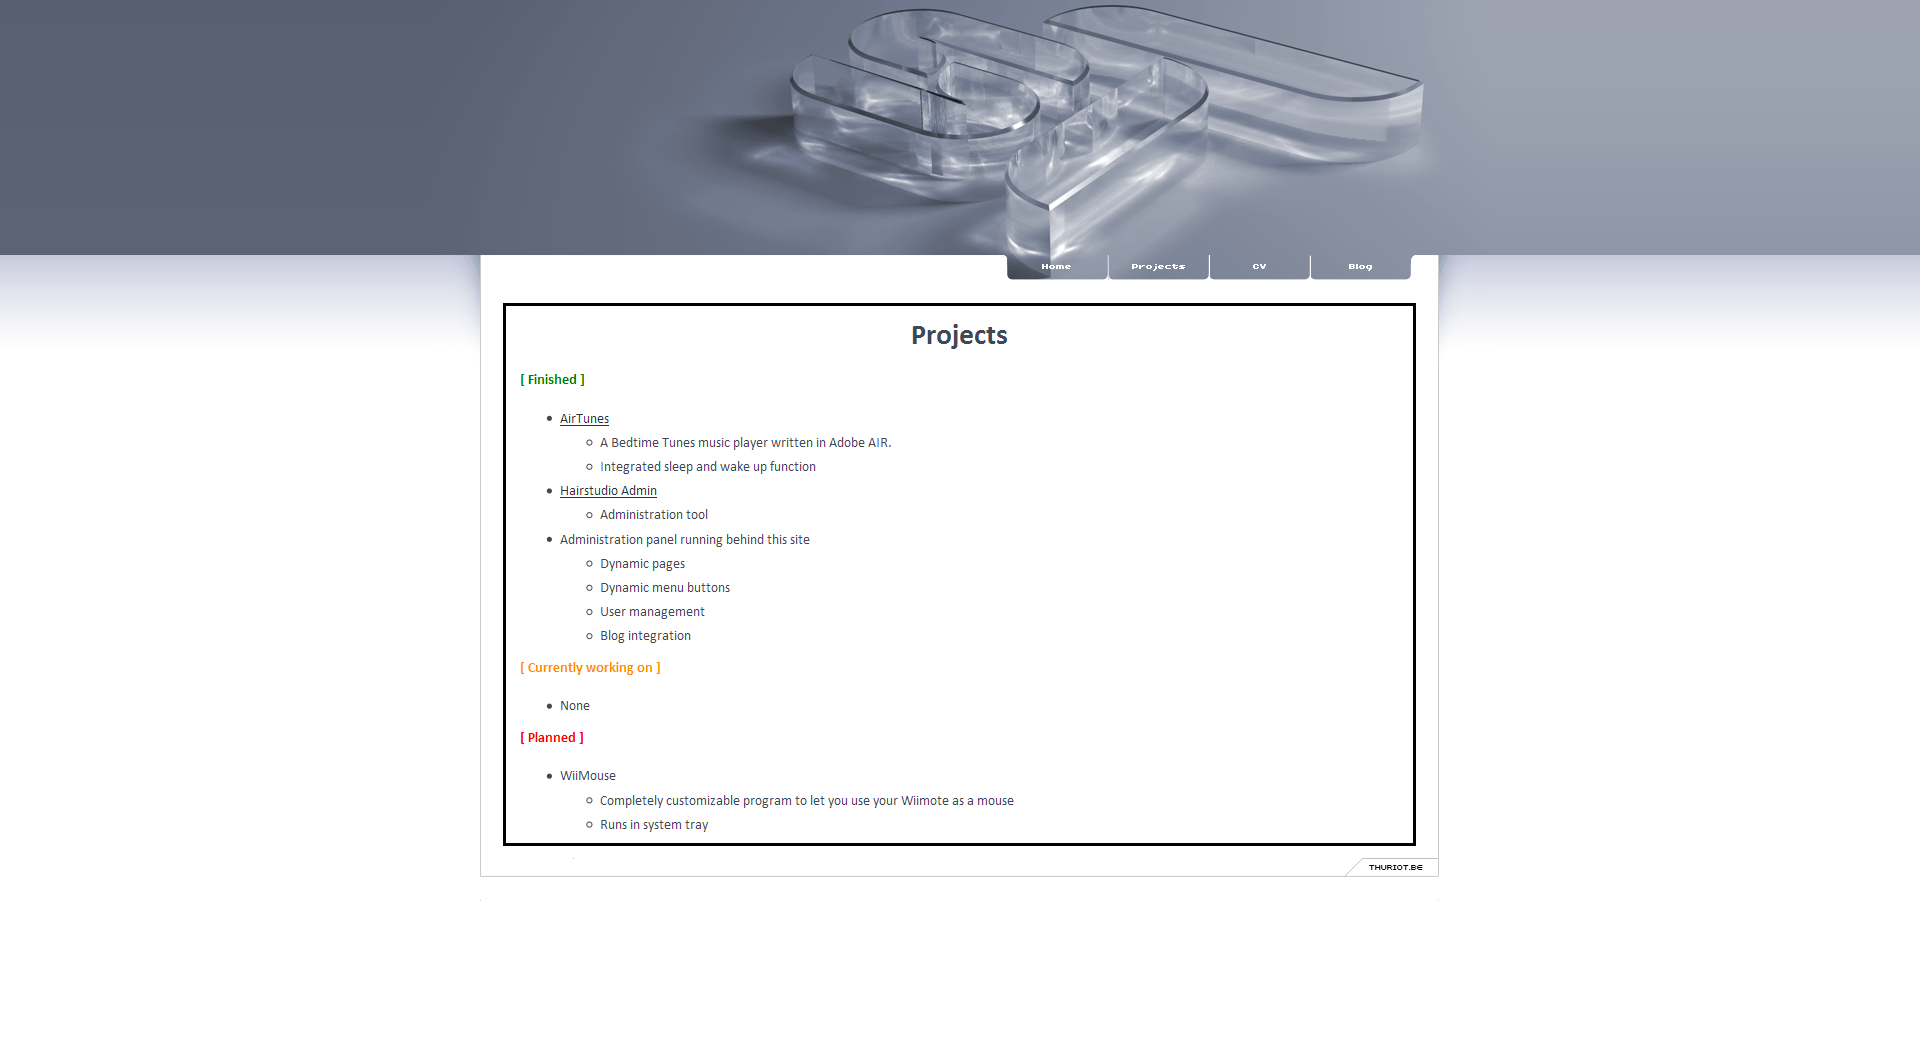 Home Projects CV Blog
Projects
[ Finished ]
AirTunes
A Bedtime Tunes music player written in Adobe AIR.
Integrated sleep and wake up function
Hairstudio Admin
Administration tool
Administration panel running behind this site
Dynamic pages
Dynamic menu buttons
User management
Blog integration
[ Currently working on ]
None
[ Planned ]
WiiMouse
Completely customizable program to let you use your Wiimote as a mouse
Runs in system tray
THURIOT.BE